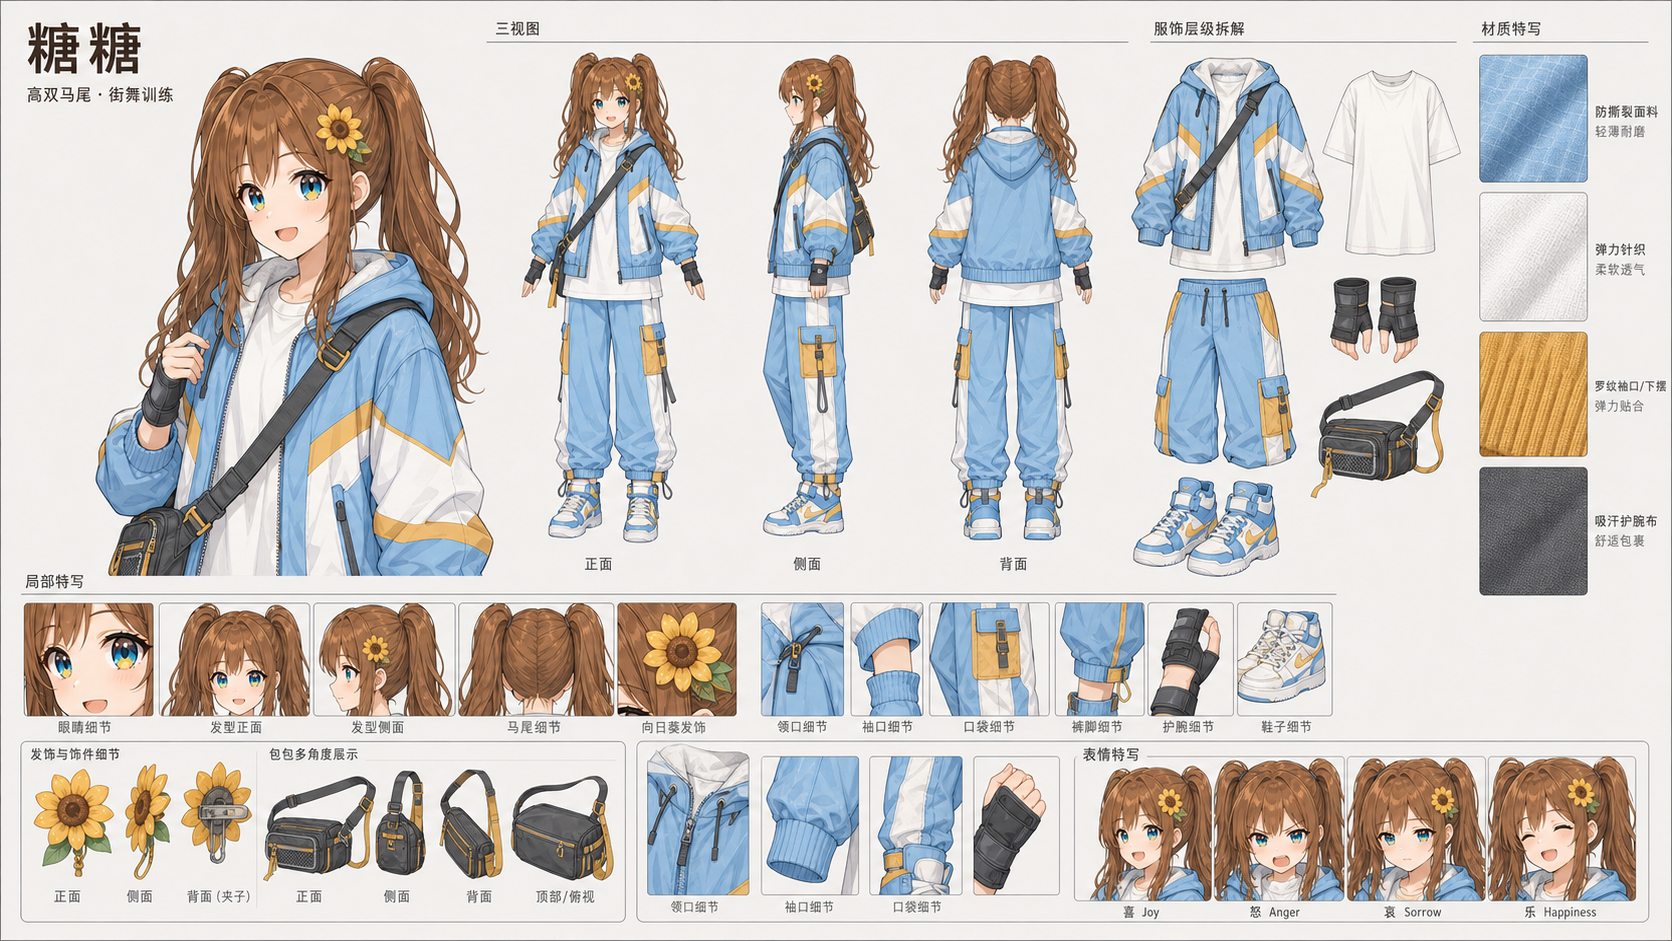 糖糖
高双马尾·街舞训练
三视图
正面
侧面
背面
服饰层级拆解
材质特写
防撕裂面料
轻薄耐磨
弹力针织
柔软透气
罗纹袖口/下摆
弹力贴合
吸汗护腕布
舒适包裹
局部特写
眼睛细节
发型正面
发型侧面
马尾细节
向日葵发饰
领口细节
袖口细节
口袋细节
裤脚细节
护腕细节
鞋子细节
发饰与饰件细节
正面
侧面
背面(夹子)
包包多角度展示
正面
侧面
背面
顶部/俯视
领口细节
袖口细节
口袋细节
表情特写
喜 Joy
怒 Anger
哀 Sorrow
乐 Happiness